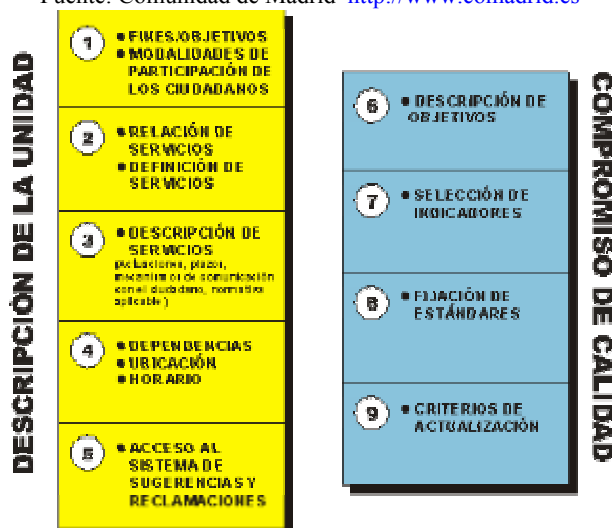 Fuente: Comunidad de Madrid http://www.comadrid.es
DESCRIPCIÓN DE LA UNIDAD
1
• FINES/OBJETIVOS
• MODALIDADES DE
PARTICIPACIÓN DE
LOS CIUDADANOS
2
• RELACIÓN DE
SERVICIOS
• DEFINICIÓN DE
SERVICIOS
3
• DESCRIPCIÓN DE
SERVICIOS
(Actuaciones, plazos,
mecanismos de comunicación
con el ciudadano, normativa
aplicable)
4
• DEPENDENCIAS
• UBICACIÓN
• HORARIO
5
• ACCESO AL
SISTEMA DE
SUGERENCIAS Y
RECLAMACIONES
6
• DESCRIPCIÓN DE
OBJETIVOS
7
• SELECCIÓN DE
INDICADORES
8
• FIJACIÓN DE
ESTÁNDARES
9
• CRITERIOS DE
ACTUALIZACIÓN
COMPROMISO DE CALIDAD